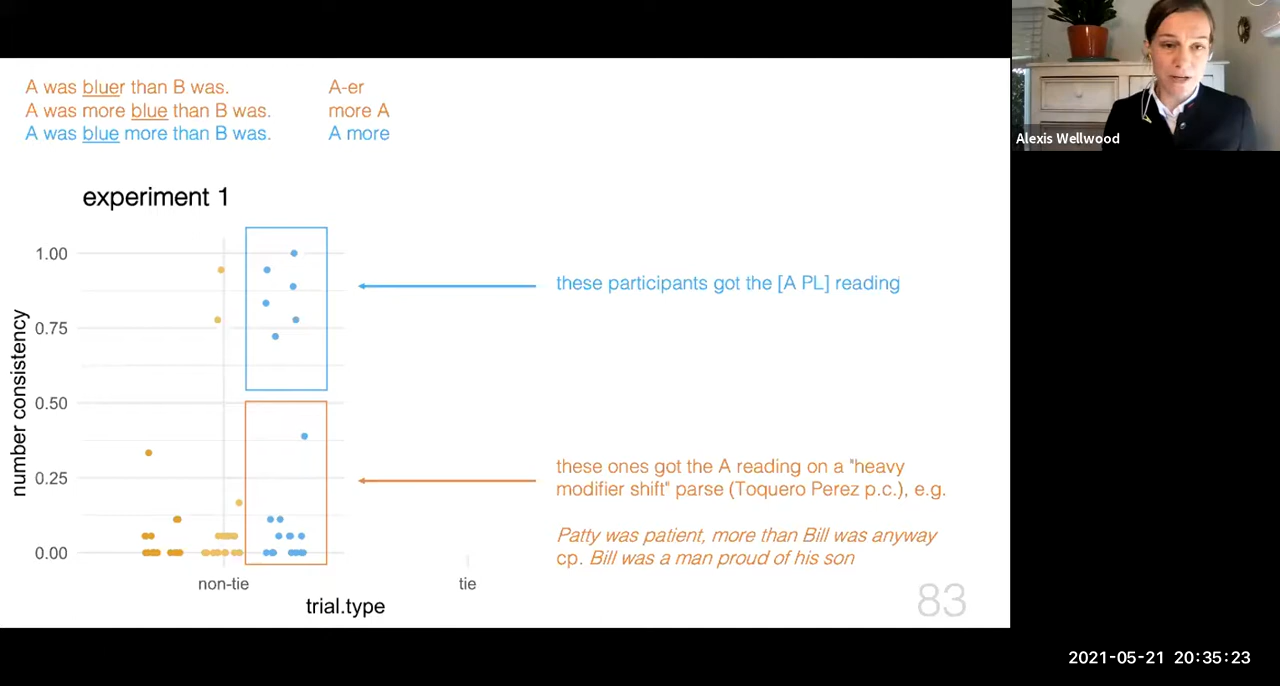 A was bluer than B was. A-er
A was more blue than B was. more A
A was blue more than B was. A more
Alexis Wellwood
experiment 1
1.00
0.75
0.50
0.25
0.00
number consistency
non-tie
tie
trial.type
these participants got the [A PL] reading
these ones got the A reading on a "heavy
modifier shift" parse (Toquero Perez p.c.), e.g.
Patty was patient, more than Bill was anyway
cp. Bill was a man proud of his son
83
2021-05-21 20:35:23